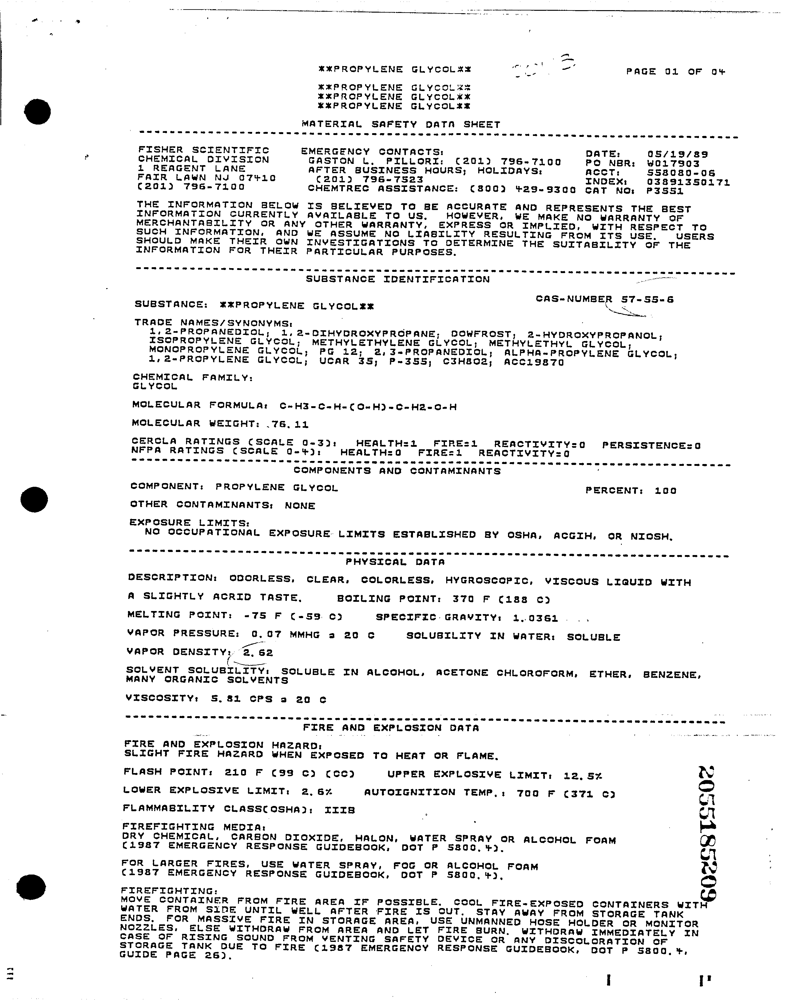 **PROPYLENE GLYCOL** PAGE 01 OF 04
**PROPYLENE GLYCOL**
**PROPYLENE GLYCOL**
**PROPYLENE GLYCOL**
MATERIAL SAFETY DATA SHEET
FISHER SCIENTIFIC EMERGENCY CONTACTS: DATE: 05/19/89
CHEMICAL DIVISION GASTON L. PILLORI: (201) 796-7100 PO NBR: W017903
1 REAGENT LANE AFTER BUSINESS HOURS; HOLIDAYS: ACCT: 558080-06
FAIR LAWN NJ 07410 (201) 796-7523 INDEX: 03891350171
(201) 796-7100 CHEMTREC ASSISTANCE: (800) 429-9300 CAT NO: P3551
THE INFORMATION BELOW IS BELIEVED TO BE ACCURATE AND REPRESENTS THE BEST
INFORMATION CURRENTLY AVAILABLE TO US. HOWEVER, WE MAKE NO WARRANTY OF
MERCHANTABILITY OR ANY OTHER WARRANTY, EXPRESS OR IMPLIED, WITH RESPECT TO
SUCH INFORMATION, AND WE ASSUME NO LIABILITY RESULTING FROM ITS USE. USERS
SHOULD MAKE THEIR OWN INVESTIGATIONS TO DETERMINE THE SUITABILITY OF THE
INFORMATION FOR THEIR PARTICULAR PURPOSES.
SUBSTANCE IDENTIFICATION
CAS-NUMBER 57-55-6
SUBSTANCE: **PROPYLENE GLYCOL**
TRADE NAMES/SYNONYMS:
1,2-PROPANEDIOL; 1,2-DIHYDROXYPROPANE; DOWFROST; 2-HYDROXYPROPANOL;
ISOPROPYLENE GLYCOL; METHYLETHYLENE GLYCOL; METHYLETHYL GLYCOL;
MONOPROPYLENE GLYCOL; PG 12; 2,3-PROPANEDIOL; ALPHA-PROPYLENE GLYCOL;
1,2-PROPYLENE GLYCOL; UCAR 35; P-355; C3H8O2; ACC19870
CHEMICAL FAMILY:
GLYCOL
MOLECULAR FORMULA: C-H3-C-H-(O-H)-C-H2-O-H
MOLECULAR WEIGHT: 76.11
CERCLA RATINGS (SCALE 0-3): HEALTH=1 FIRE=1 REACTIVITY=0 PERSISTENCE=0
NFPA RATINGS (SCALE 0-4): HEALTH=0 FIRE=1 REACTIVITY=0
COMPONENTS AND CONTAMINANTS
COMPONENT: PROPYLENE GLYCOL PERCENT: 100
OTHER CONTAMINANTS: NONE
EXPOSURE LIMITS:
NO OCCUPATIONAL EXPOSURE LIMITS ESTABLISHED BY OSHA, ACGIH, OR NIOSH.
PHYSICAL DATA
DESCRIPTION: ODORLESS, CLEAR, COLORLESS, HYGROSCOPIC, VISCOUS LIQUID WITH
A SLIGHTLY ACRID TASTE. BOILING POINT: 370 F (188 C)
MELTING POINT: -75 F (-59 C) SPECIFIC GRAVITY: 1.0361
VAPOR PRESSURE: 0.07 MMHG @ 20 C SOLUBILITY IN WATER: SOLUBLE
VAPOR DENSITY: 2.62
SOLVENT SOLUBILITY: SOLUBLE IN ALCOHOL, ACETONE CHLOROFORM, ETHER, BENZENE,
MANY ORGANIC SOLVENTS
VISCOSITY: 5.81 CPS @ 20 C
FIRE AND EXPLOSION DATA
FIRE AND EXPLOSION HAZARD:
SLIGHT FIRE HAZARD WHEN EXPOSED TO HEAT OR FLAME.
FLASH POINT: 210 F (99 C) (CC) UPPER EXPLOSIVE LIMIT: 12.5%
LOWER EXPLOSIVE LIMIT: 2.6% AUTOIGNITION TEMP.: 700 F (371 C)
FLAMMABILITY CLASS(OSHA): IIIB
FIREFIGHTING MEDIA:
DRY CHEMICAL, CARBON DIOXIDE, HALON, WATER SPRAY OR ALCOHOL FOAM
(1987 EMERGENCY RESPONSE GUIDEBOOK, DOT P 5800.4).
FOR LARGER FIRES, USE WATER SPRAY, FOG OR ALCOHOL FOAM
(1987 EMERGENCY RESPONSE GUIDEBOOK, DOT P 5800.4).
FIREFIGHTING:
MOVE CONTAINER FROM FIRE AREA IF POSSIBLE. COOL FIRE-EXPOSED CONTAINERS WITH
WATER FROM SIDE UNTIL WELL AFTER FIRE IS OUT. STAY AWAY FROM STORAGE TANK
ENDS. FOR MASSIVE FIRE IN STORAGE AREA, USE UNMANNED HOSE HOLDER OR MONITOR
NOZZLES, ELSE WITHDRAW FROM AREA AND LET FIRE BURN. WITHDRAW IMMEDIATELY IN
CASE OF RISING SOUND FROM VENTING SAFETY DEVICE OR ANY DISCOLORATION OF
STORAGE TANK DUE TO FIRE (1987 EMERGENCY RESPONSE GUIDEBOOK, DOT P 5800.4,
GUIDE PAGE 26).
2055185209